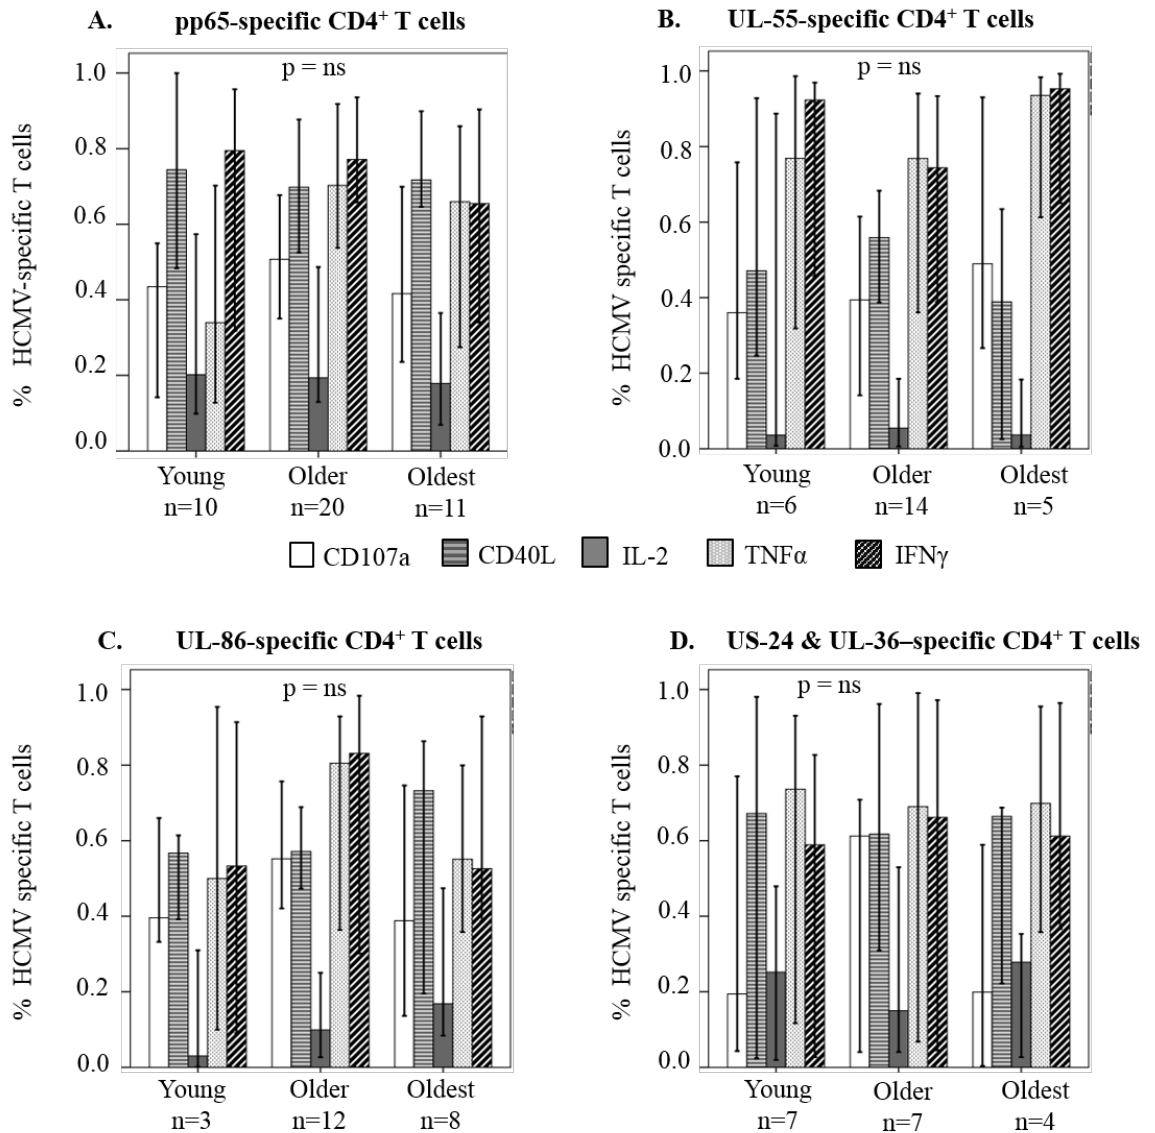 A. pp65-specific CD4+ T cells
p = ns
% HCMV-specific T cells
1.0
0.8
0.6
0.4
0.2
0.0
Young
Older
Oldest
n=10
n=20
n=11
B. UL-55-specific CD4+ T cells
p = ns
% HCMV specific T cells
1.0
0.8
0.6
0.4
0.2
0.0
Young
Older
Oldest
n=6
n=14
n=5
CD107a
CD40L
IL-2
TNFα
IFNγ
C. UL-86-specific CD4+ T cells
p = ns
% HCMV specific T cells
1.0
0.8
0.6
0.4
0.2
0.0
Young
Older
Oldest
n=3
n=12
n=8
D. US-24 & UL-36–specific CD4+ T cells
p = ns
% HCMV specific T cells
1.0
0.8
0.6
0.4
0.2
0.0
Young
Older
Oldest
n=7
n=7
n=4